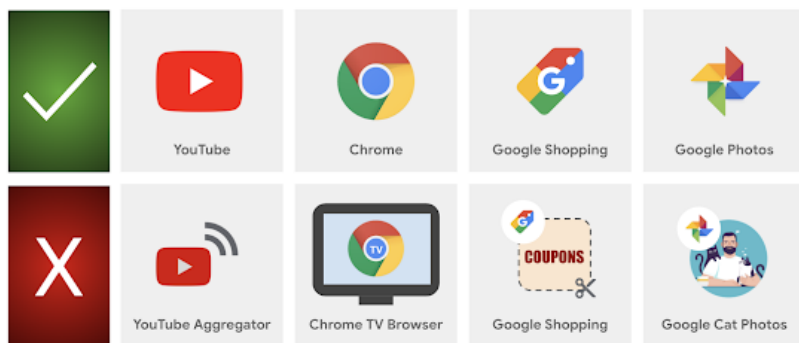 YouTube
Chrome
Google Shopping
Google Photos
X
TV
COUPONS
YouTube Aggregator
Chrome TV Browser
Google Shopping
Google Cat Photos